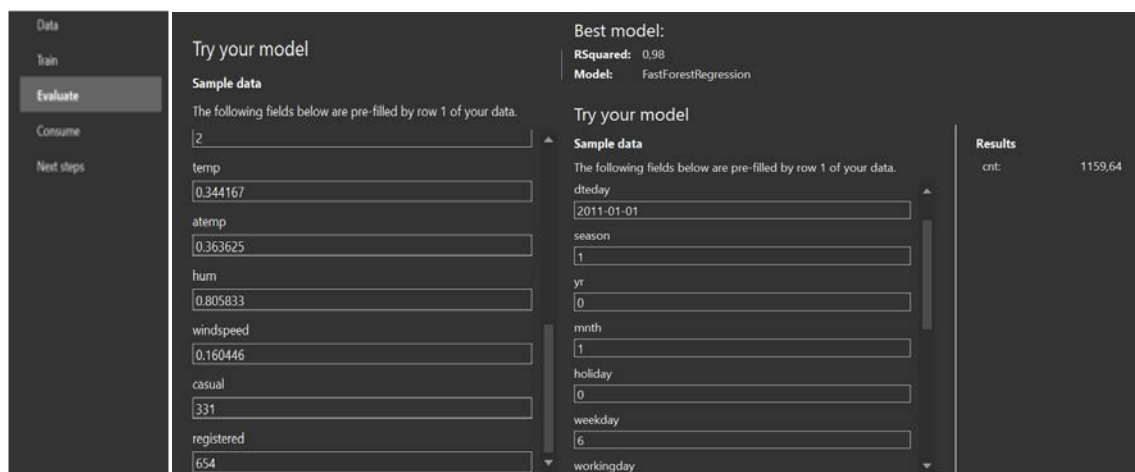 Data
Train
Evaluate
Consume
Next steps
Try your model
Sample data
The following fields below are pre-filled by row 1 of your data.
2
temp
0.344167
atemp
0.363625
hum
0.805833
windspeed
0.160446
casual
331
registered
654
Best model:
RSquared: 0,98
Model: FastForestRegression
Try your model
Sample data
The following fields below are pre-filled by row 1 of your data.
dteday
2011-01-01
season
1
yr
0
mnth
1
holiday
0
weekday
6
workingday
Results
cnt: 1159,64